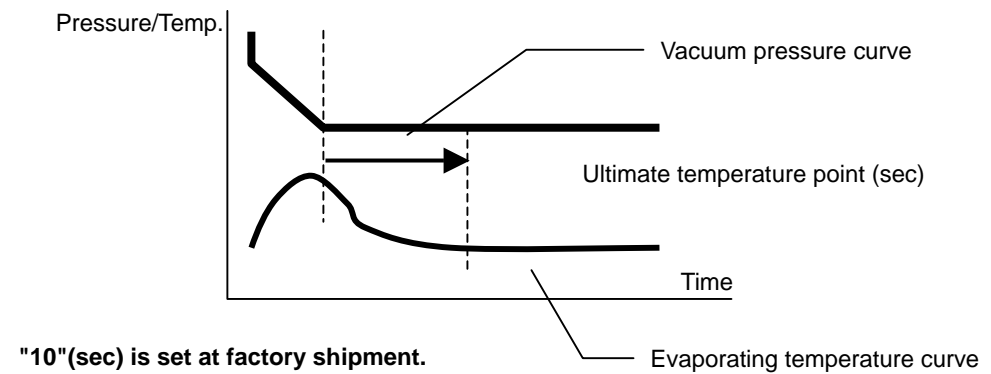 Pressure/Temp.
Vacuum pressure curve
Ultimate temperature point (sec)
Time
"10"(sec) is set at factory shipment.
Evaporating temperature curve